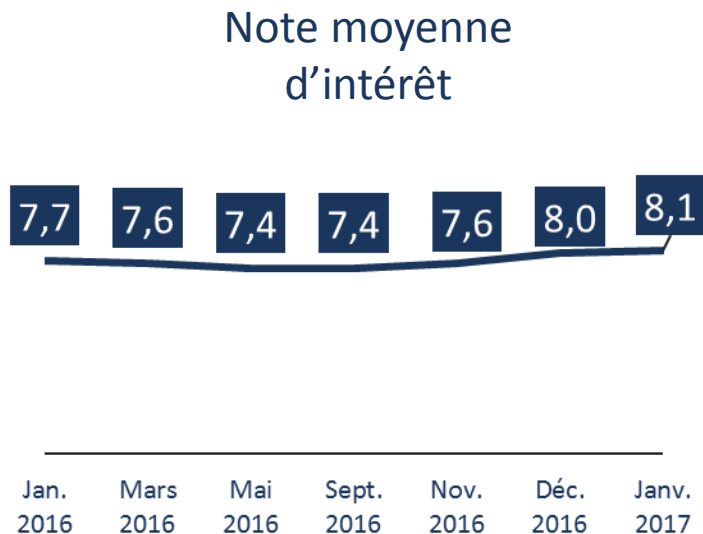 Note moyenne
d’intérêt
7,7 7,6 7,4 7,4 7,6 8,0 8,1
Jan. Mars Mai Sept. Nov. Déc. Janv.
2016 2016 2016 2016 2016 2016 2017